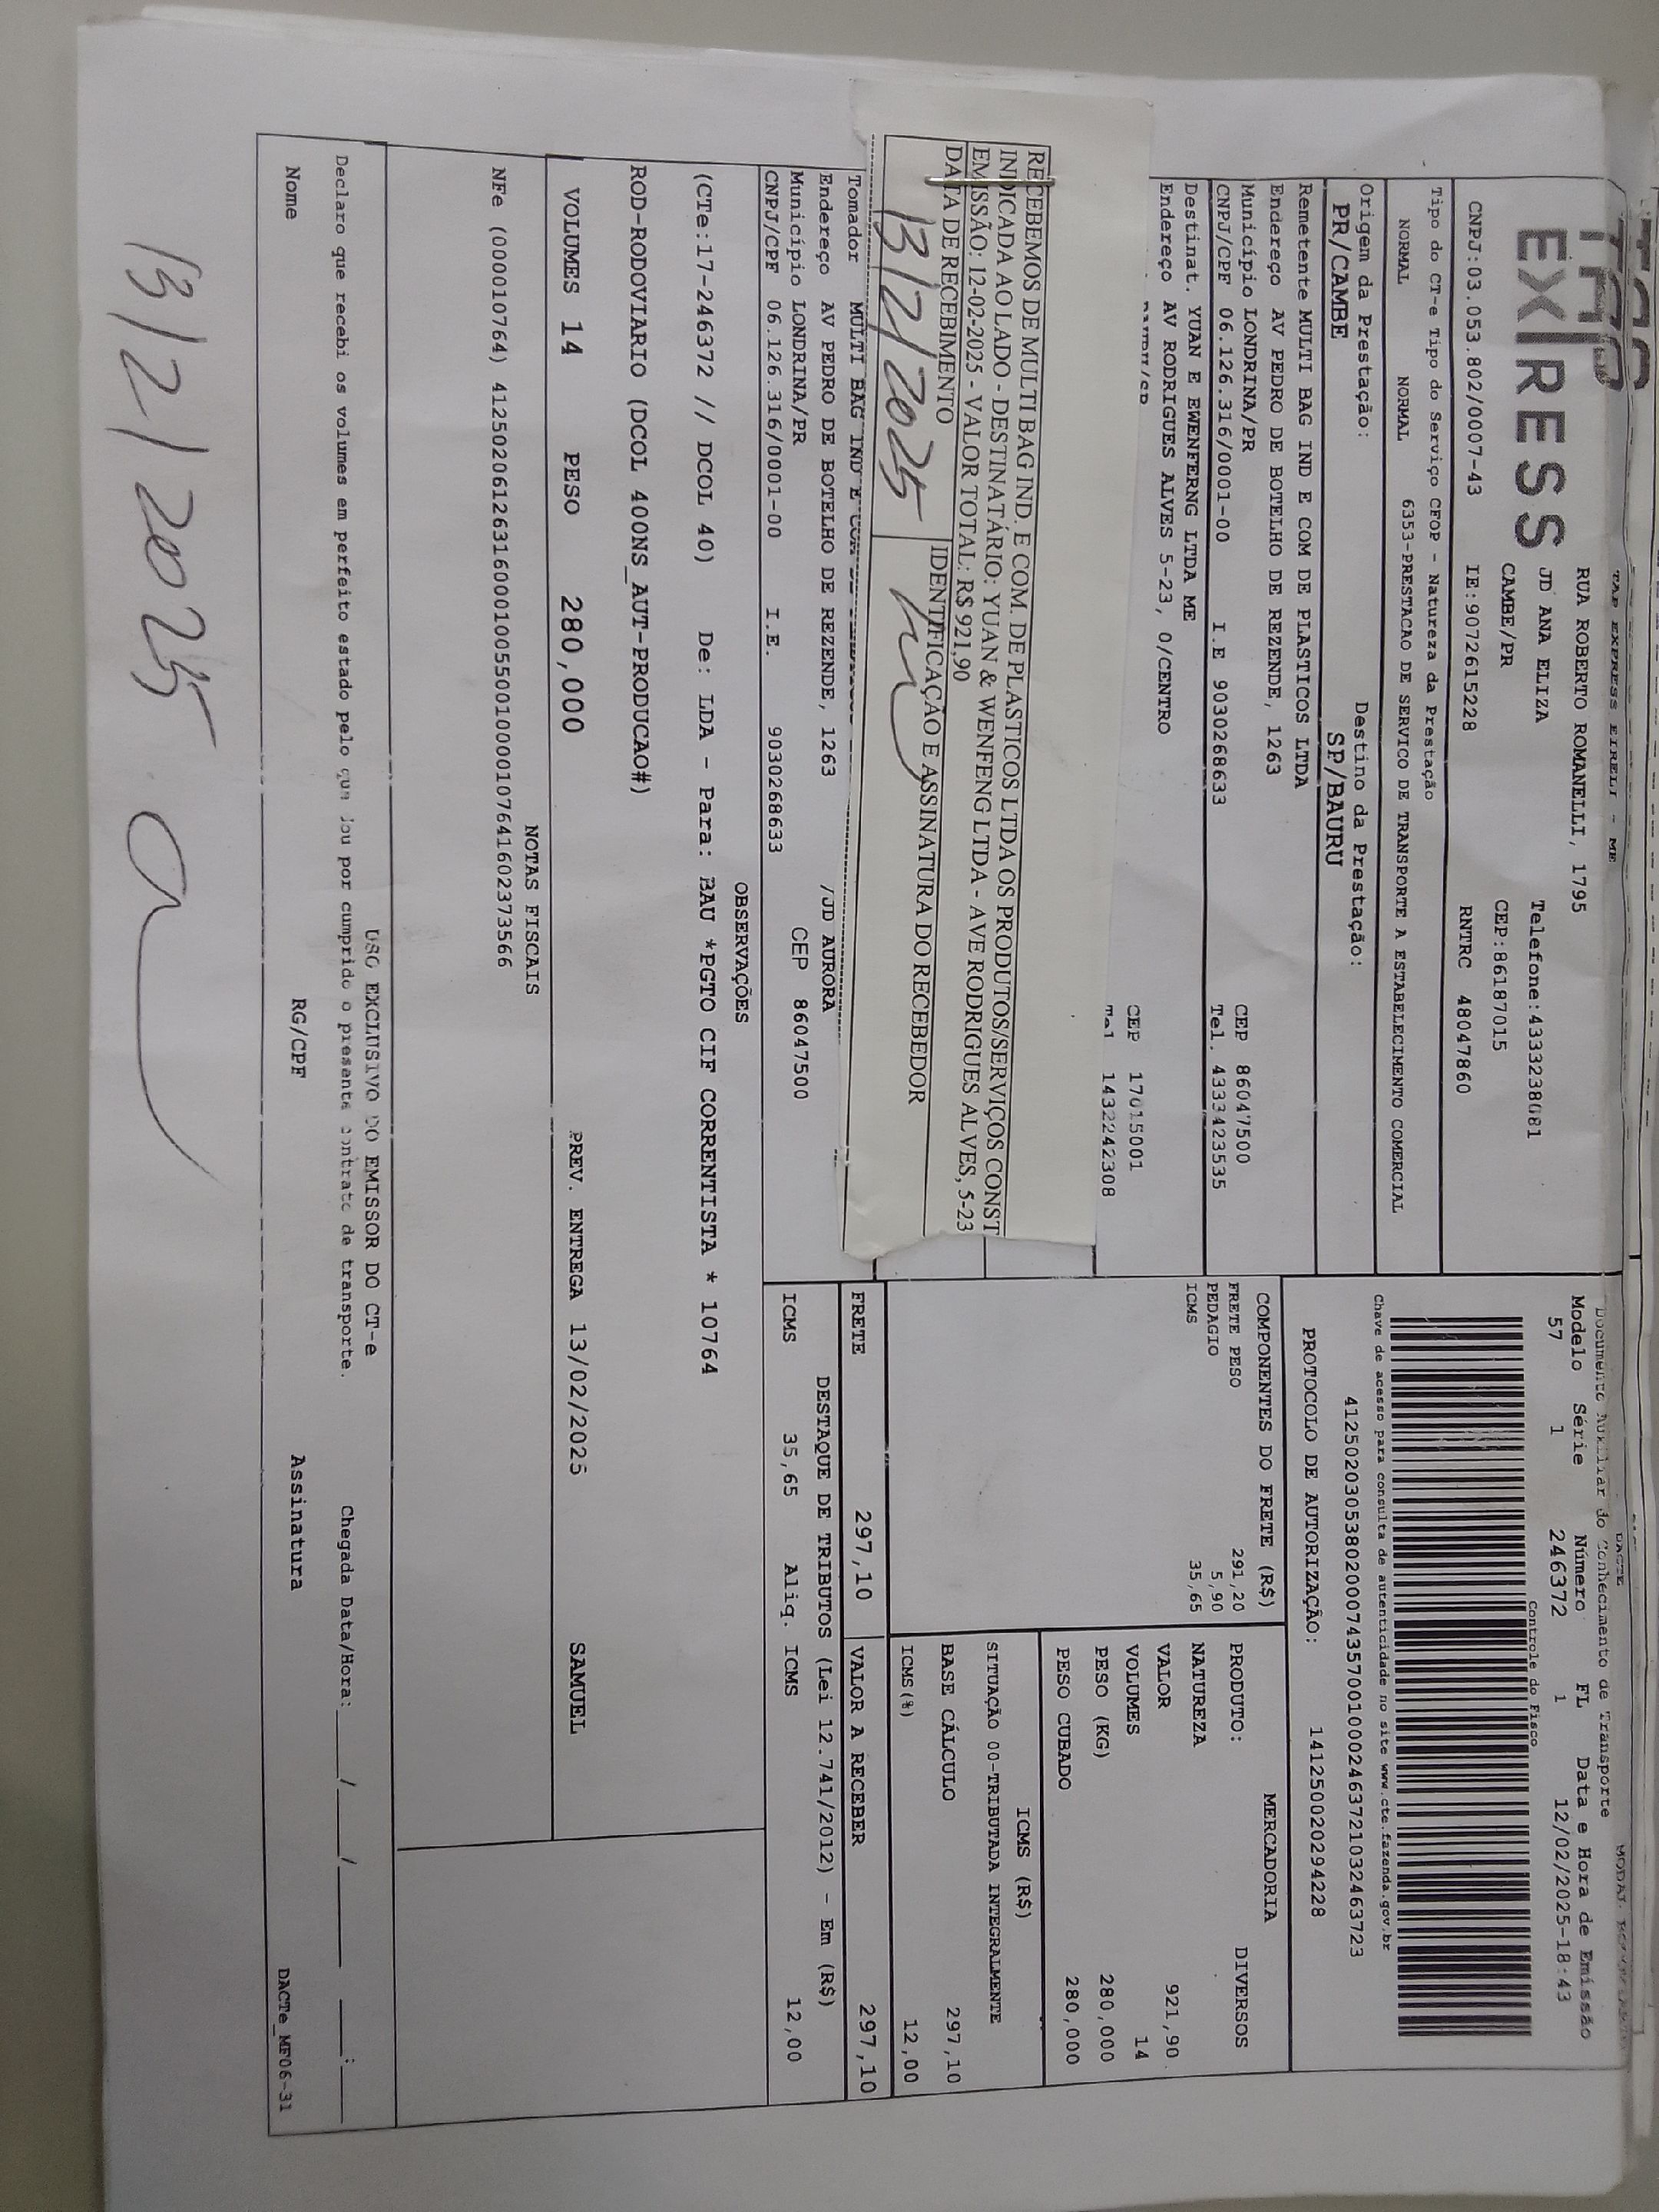 TAP EXPRESS EIRELI - ME
TAP
EXPRESS
RUA ROBERTO ROMANELLI, 1795
JD ANA ELIZA
Telefone:4333238081
CAMBE/PR
CEP:86187015
CNPJ:03.053.802/0007-43
IE:9072615228
RNTRC 48047860
DACTE
Documento Auxiliar do Conhecimento de Transporte
Modelo Série Número FL Data e Hora de Emissão
57 1 246372 1 12/02/2025-18:43
Controle do Fisco
Chave de acesso para consulta de autenticidade no site www.cte.fazenda.gov.br
41250203053802000743570010002463721032463723
PROTOCOLO DE AUTORIZAÇÃO: 141250020294228
Tipo do CT-e Tipo do Serviço CFOP - Natureza da Prestação
NORMAL NORMAL 6353-PRESTACAO DE SERVICO DE TRANSPORTE A ESTABELECIMENTO COMERCIAL
Origem da Prestação: Destino da Prestação:
PR/CAMBE SP/BAURU
Remetente MULTI BAG IND E COM DE PLASTICOS LTDA
Endereço AV PEDRO DE BOTELHO DE REZENDE, 1263
Município LONDRINA/PR CEP 86047500
CNPJ/CPF 06.126.316/0001-00 I.E 9030268633 Tel. 4333423535
Destinat. YUAN E EWENFERNG LTDA ME
Endereço AV RODRIGUES ALVES 5-23, 0/CENTRO
CEP 17015001
Tel 1432242308
RECEBEMOS DE MULTI BAG IND. E COM. DE PLASTICOS LTDA OS PRODUTOS/SERVIÇOS CONST
INDICADA AO LADO - DESTINATÁRIO: YUAN & WENFENG LTDA - AVE RODRIGUES ALVES, 5-23
EMISSÃO: 12-02-2025 - VALOR TOTAL: R$ 921,90
DATA DE RECEBIMENTO
IDENTIFICAÇÃO E ASSINATURA DO RECEBEDOR
13/2/2025
Tomador MULTI BAG IND E
Endereço AV PEDRO DE BOTELHO DE REZENDE, 1263 /JD AURORA
Município LONDRINA/PR CEP 86047500
CNPJ/CPF 06.126.316/0001-00 I.E. 9030268633
COMPONENTES DO FRETE (R$)
FRETE PESO 291,20
PEDAGIO 5,90
ICMS 35,65
MERCADORIA
PRODUTO: DIVERSOS
NATUREZA
VALOR 921,90
VOLUMES 14
PESO (KG) 280,000
PESO CUBADO 280,000
ICMS (R$)
SITUAÇÃO 00-TRIBUTADA INTEGRALMENTE
BASE CÁLCULO 297,10
ICMS(%) 12,00
FRETE 297,10 VALOR A RECEBER 297,10
DESTAQUE DE TRIBUTOS (Lei 12.741/2012) - Em (R$)
ICMS 35,65 Aliq. ICMS 12,00
OBSERVAÇÕES
(CTe:17-246372 // DCOL 40) De: LDA - Para: BAU *PGTO CIF CORRENTISTA * 10764
ROD-RODOVIARIO (DCOL 400NS_AUT-PRODUCAO#)
VOLUMES 14 PESO 280,000 PREV. ENTREGA 13/02/2025 SAMUEL
NOTAS FISCAIS
NFe (000010764) 41250206126316000100550010000107641602373566
USO EXCLUSIVO DO EMISSOR DO CT-e
Declaro que recebi os volumes em perfeito estado pelo que dou por cumprido o presente contrato de transporte. Chegada Data/Hora:___/___/_____ ___:___
Nome RG/CPF Assinatura DACTe_MF06-31
13/2/2025